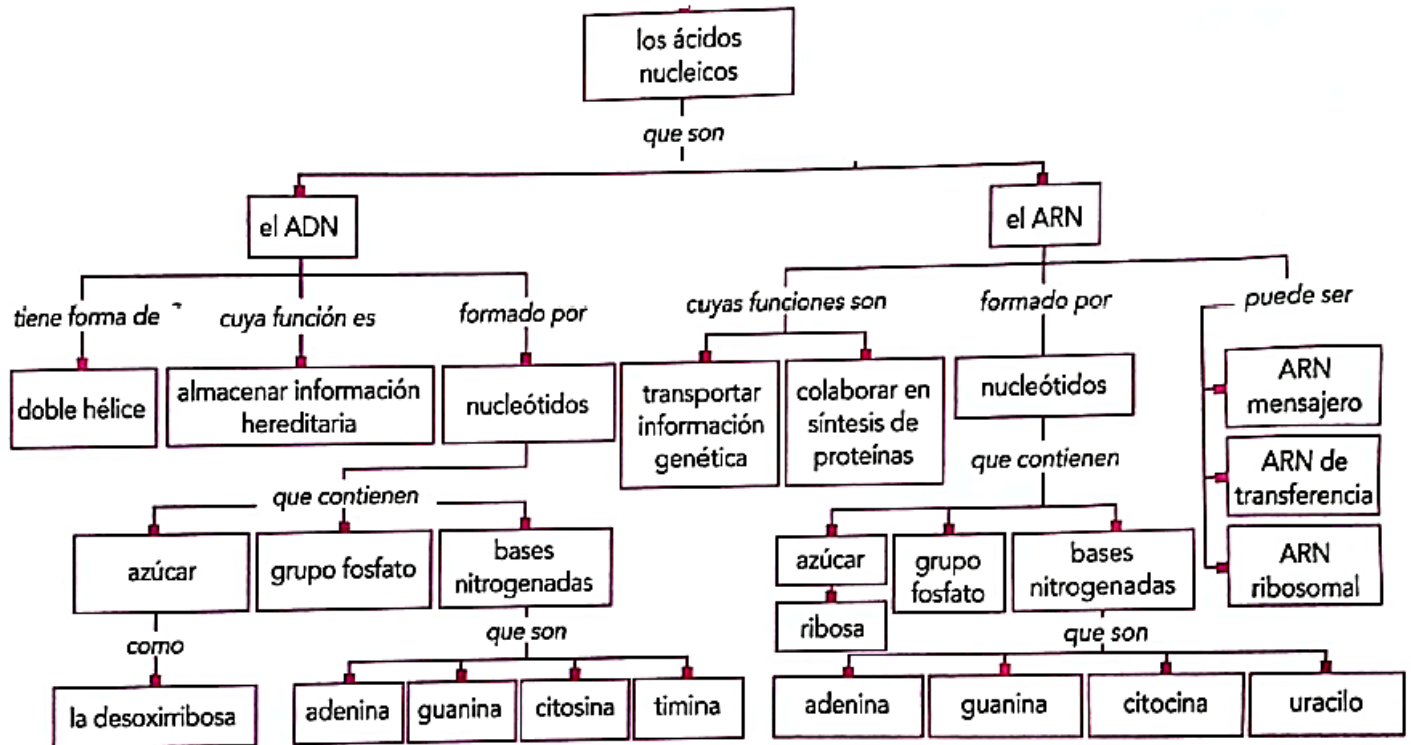 los ácidos
nucleicos
que son
el ADN
el ARN
tiene forma de
cuya función es
formado por
cuyas funciones son
formado por
puede ser
doble hélice
almacenar información
hereditaria
nucleótidos
transportar
información
genética
colaborar en
síntesis de
proteínas
nucleótidos
ARN
mensajero
ARN de
transferencia
ARN
ribosomal
que contienen
que contienen
azúcar
grupo fosfato
bases
nitrogenadas
azúcar
ribosa
grupo
fosfato
bases
nitrogenadas
como
que son
que son
la desoxirribosa
adenina
guanina
citosina
timina
adenina
guanina
citocina
uracilo